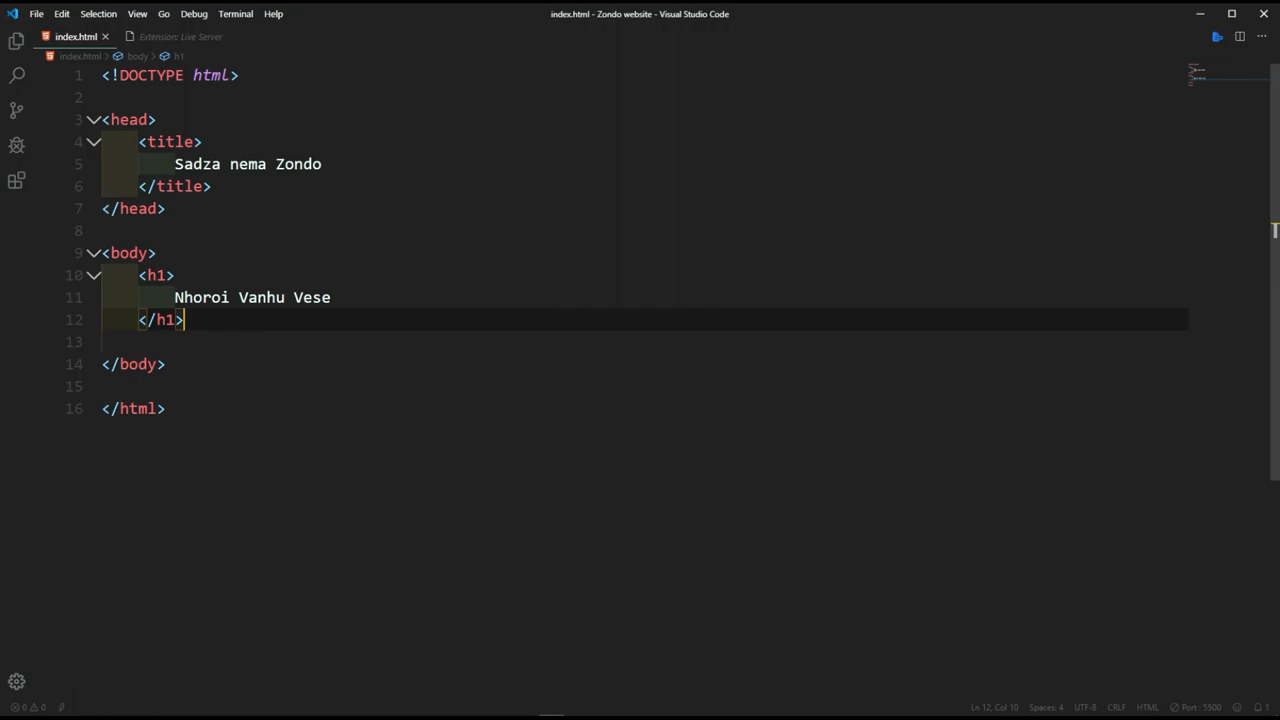 File Edit Selection View Go Debug Terminal Help index.html - Zondo website - Visual Studio Code
index.html Extension: Live Server
index.html > body > h1
1 <!DOCTYPE html>
2
3 <head>
4 <title>
5 Sadza nema Zondo
6 </title>
7 </head>
8
9 <body>
10 <h1>
11 Nhoroi Vanhu Vese
12 </h1>
13
14 </body>
15
16 </html>
0 0 Ln 12, Col 10 Spaces: 4 UTF-8 CRLF HTML Port : 5500 1